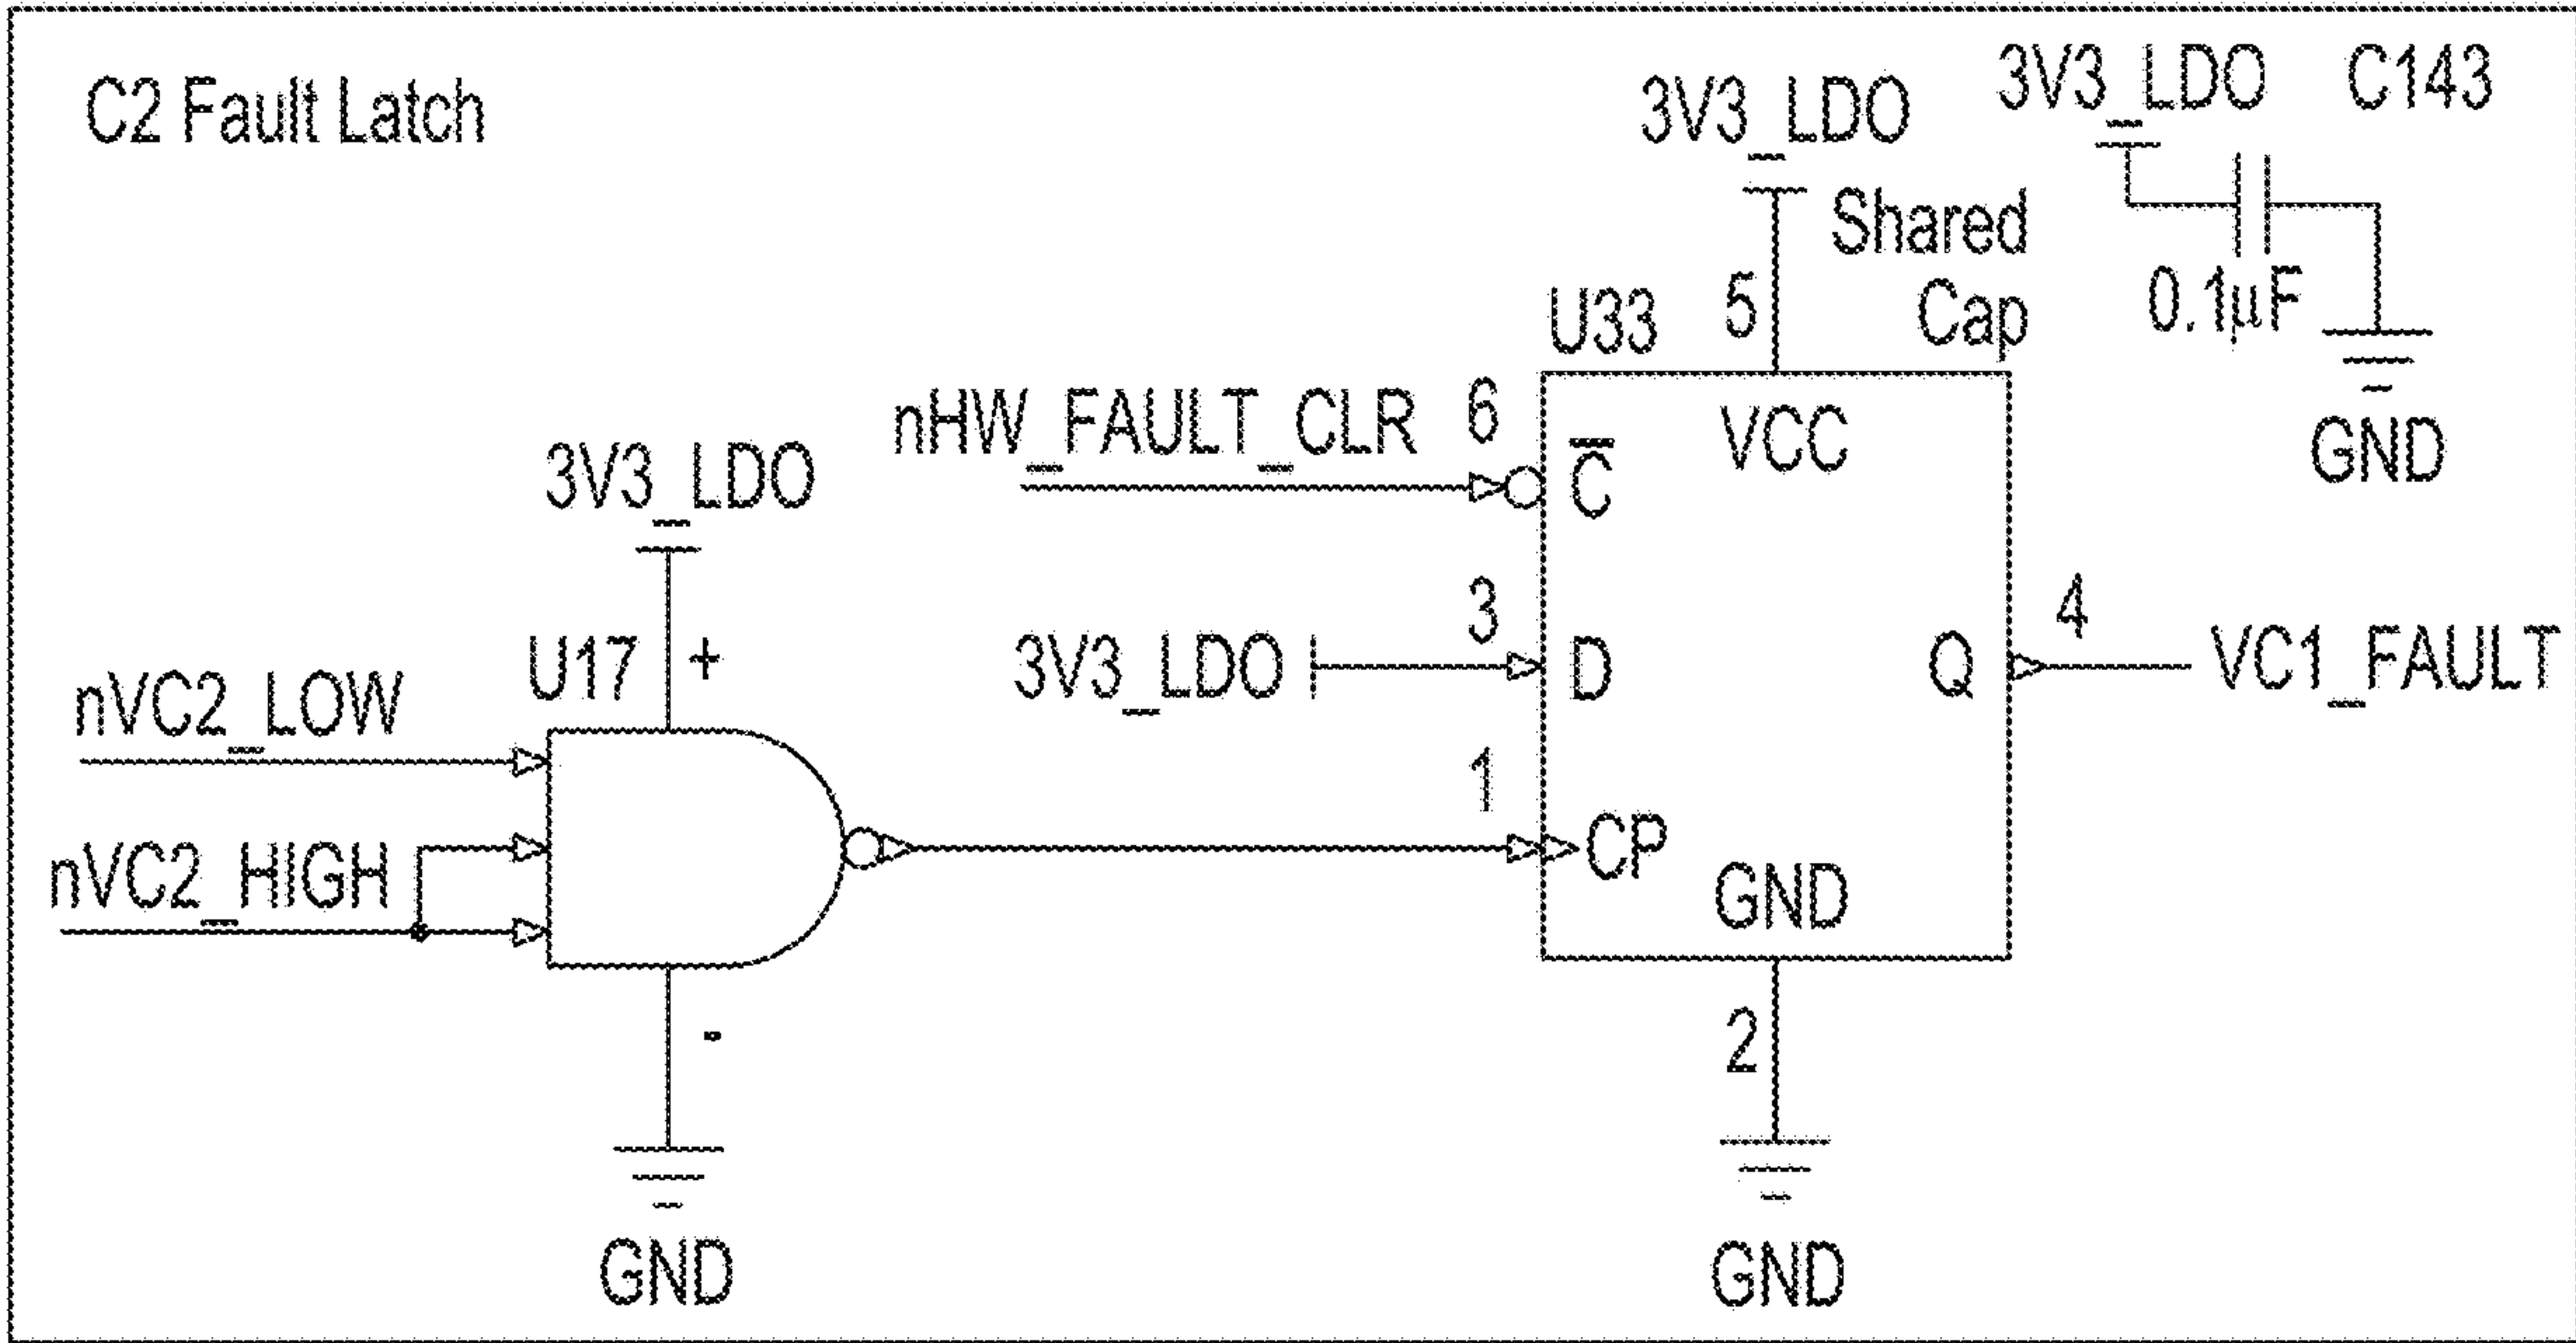 C2 Fault Latch
3V3_LDO
3V3_LDO C143
Shared
Cap
0.1µF
GND
U33
5
nHW_FAULT_CLR
6
C̅
VCC
3V3_LDO
U17
+
3V3_LDO
3
D
Q
4
VC1_FAULT
nVC2_LOW
nVC2_HIGH
1
CP
GND
-
2
GND
GND